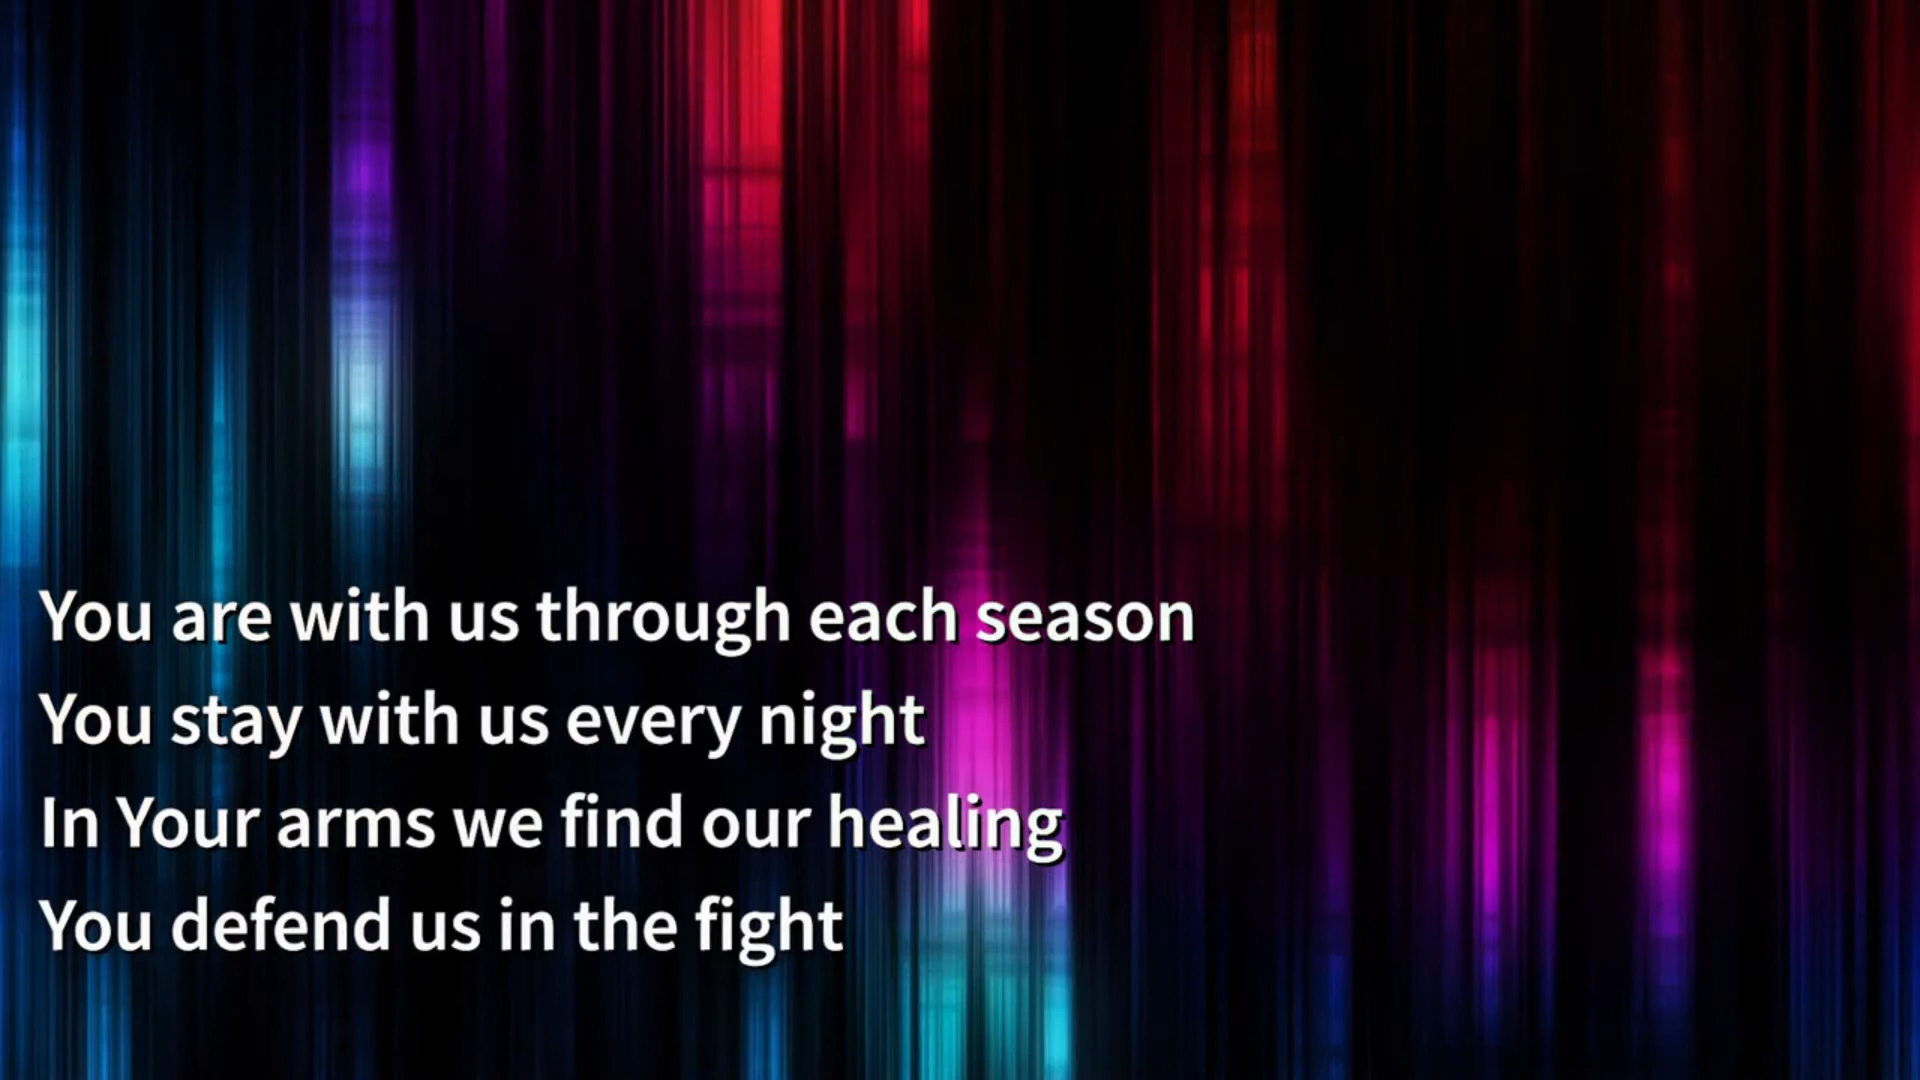 You are with us through each season
You stay with us every night
In Your arms we find our healing
You defend us in the fight